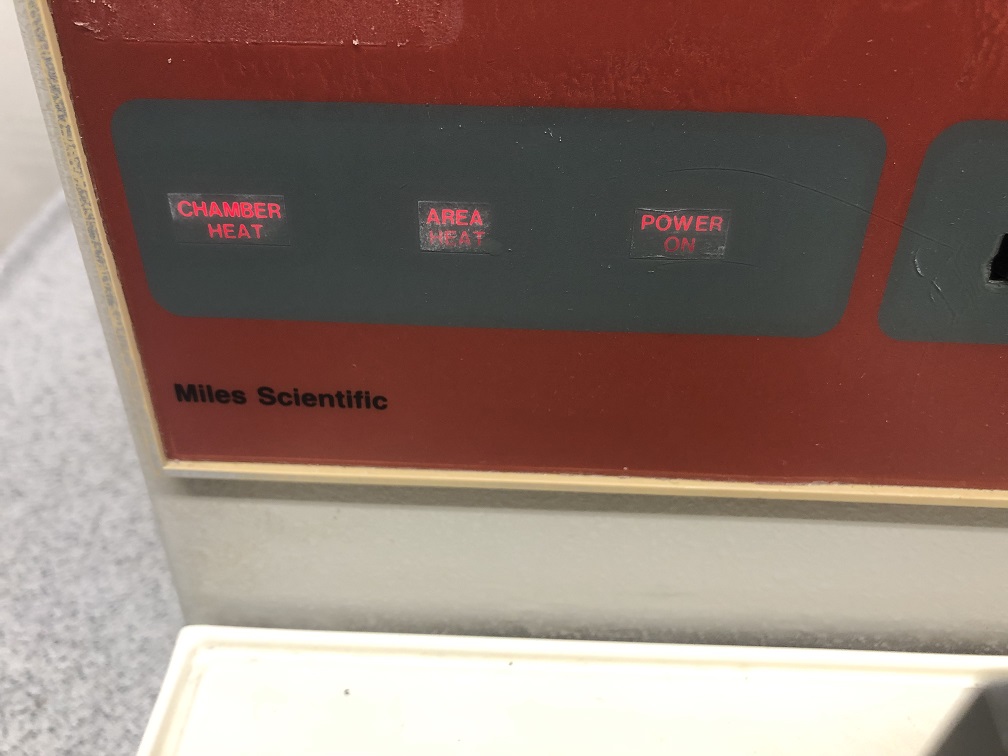 CHAMBER
HEAT
AREA
HEAT
POWER
ON
Miles Scientific